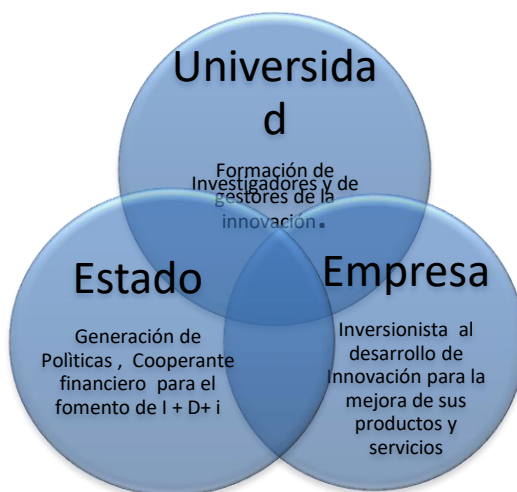 Universida
d
Formación de
Investigadores y de
gestores de la
innovación.
Estado
Generación de
Polìticas , Cooperante
financiero para el
fomento de I + D+ i
Empresa
Inversionista al
desarrollo de
Innovación para la
mejora de sus
productos y
servicios